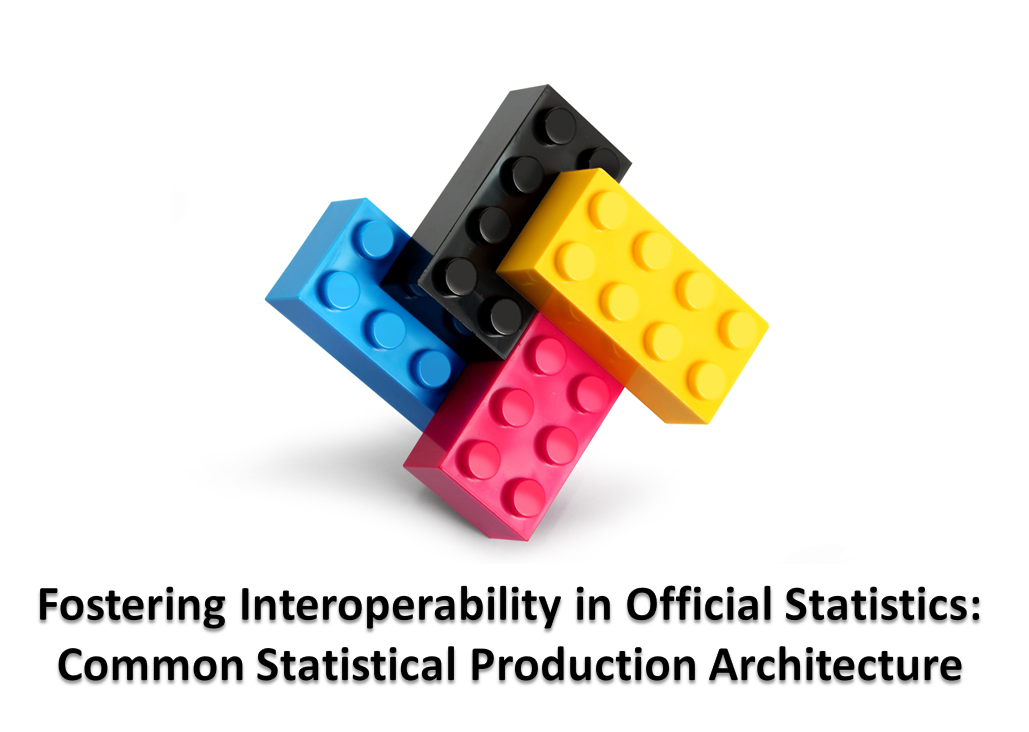 Fostering Interoperability in Official Statistics:
Common Statistical Production Architecture